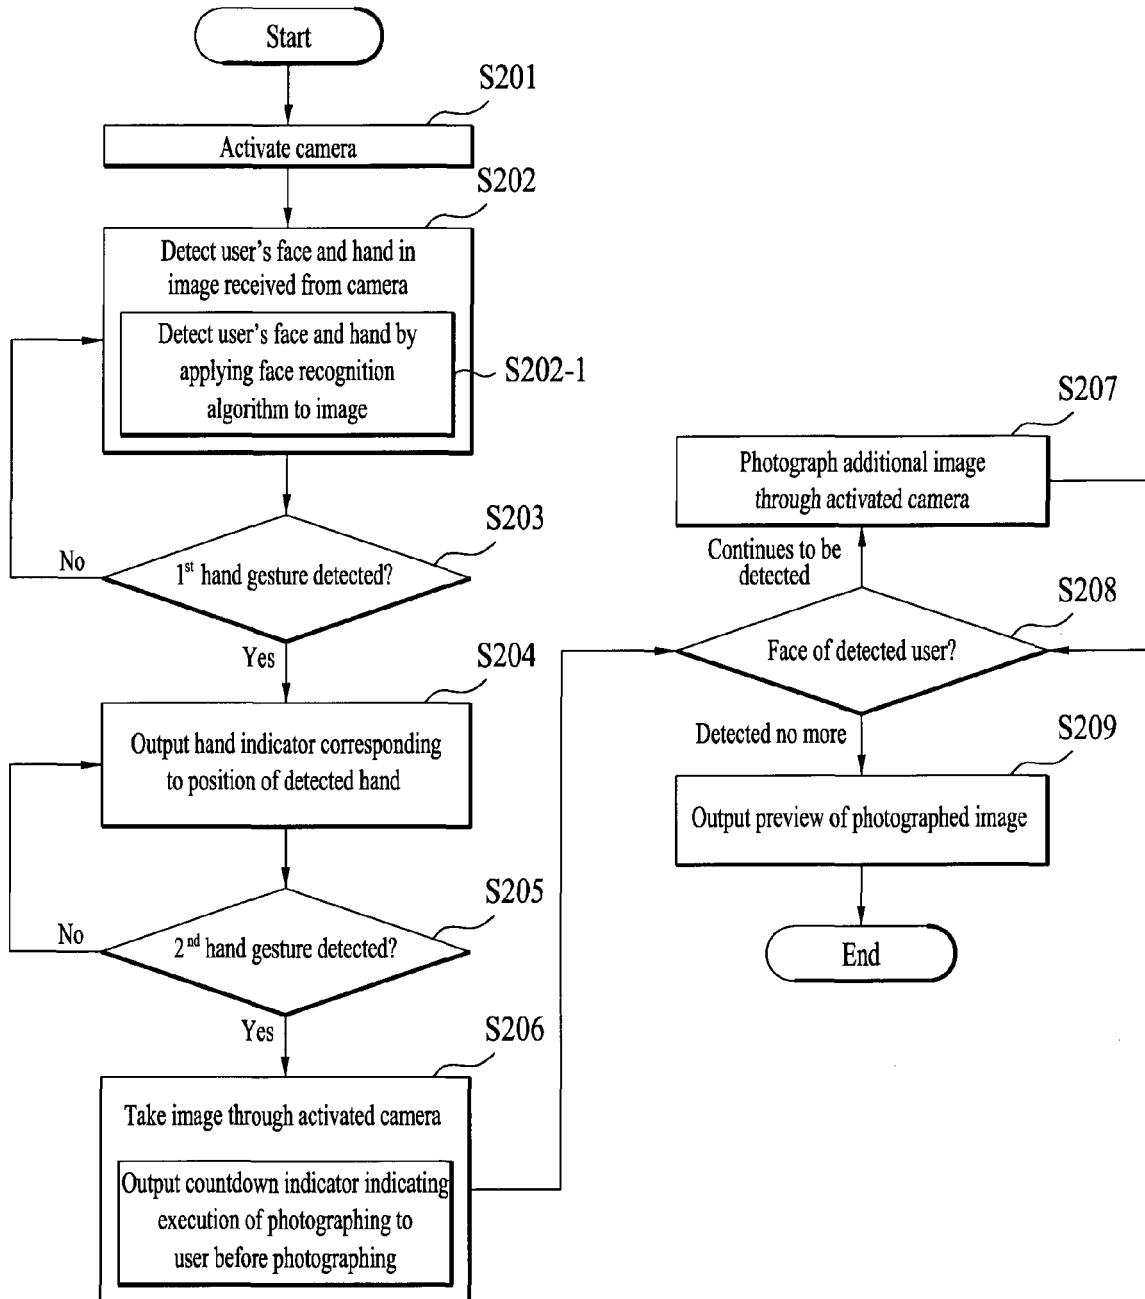 Start
S201
Activate camera
S202
Detect user's face and hand in
image received from camera
Detect user's face and hand by
applying face recognition
algorithm to image
S202-1
S203
1st hand gesture detected?
No
Yes
S204
Output hand indicator corresponding
to position of detected hand
S205
2nd hand gesture detected?
No
Yes
S206
Take image through activated camera
Output countdown indicator indicating
execution of photographing to
user before photographing
S207
Photograph additional image
through activated camera
Continues to be
detected
S208
Face of detected user?
Detected no more
S209
Output preview of photographed image
End